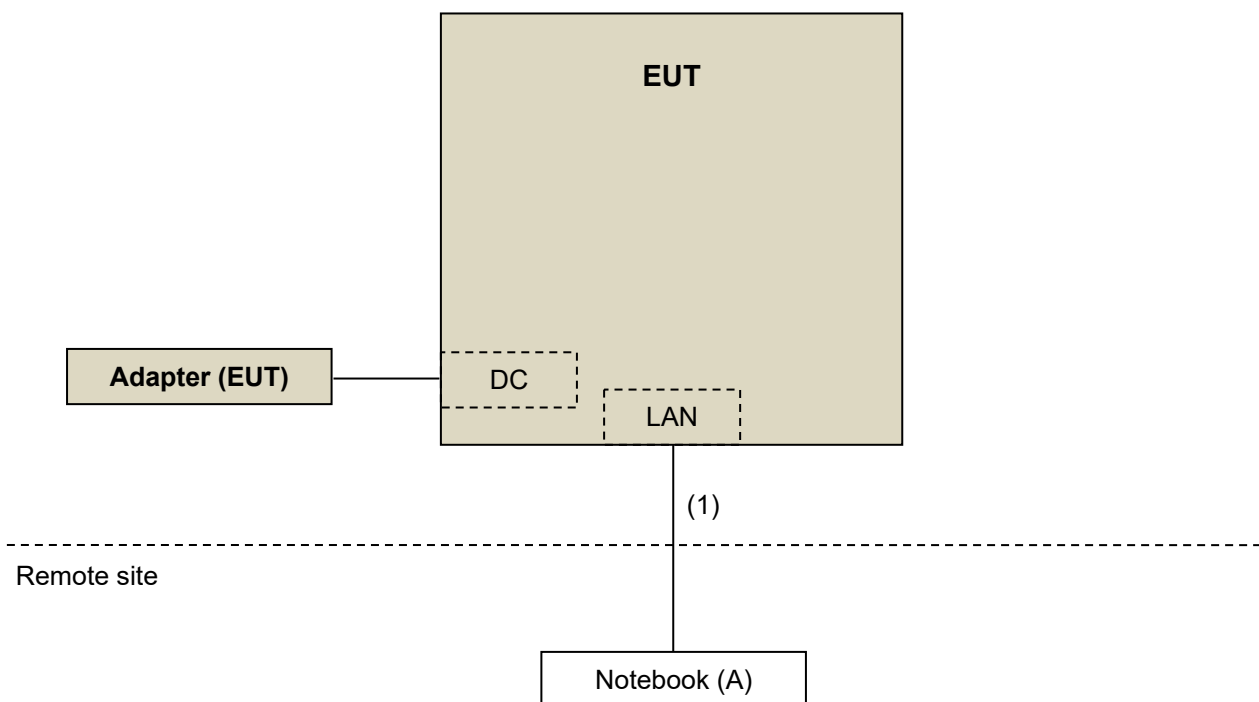 EUT
Adapter (EUT)
DC
LAN
(1)
Remote site
Notebook (A)